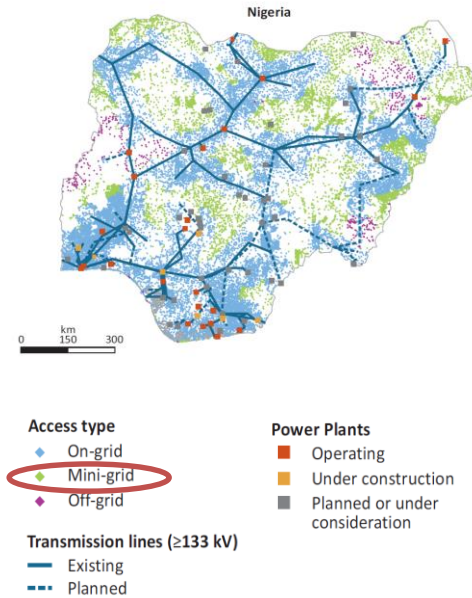 Nigeria
km
0 150 300
Access type
On-grid
Mini-grid
Off-grid
Transmission lines (≥133 kV)
Existing
Planned
Power Plants
Operating
Under construction
Planned or under
consideration